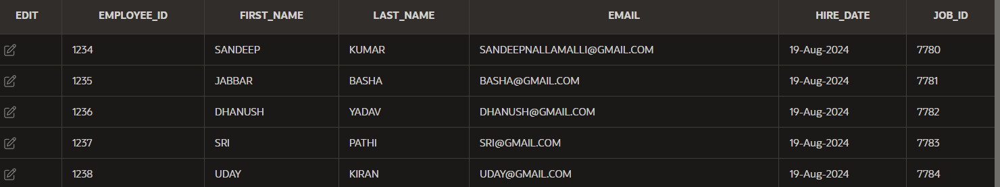 EDIT EMPLOYEE_ID FIRST_NAME LAST_NAME EMAIL HIRE_DATE JOB_ID
1234 SANDEEP KUMAR SANDEEPNALLAMALLI@GMAIL.COM 19-Aug-2024 7780
1235 JABBAR BASHA BASHA@GMAIL.COM 19-Aug-2024 7781
1236 DHANUSH YADAV DHANUSH@GMAIL.COM 19-Aug-2024 7782
1237 SRI PATHI SRI@GMAIL.COM 19-Aug-2024 7783
1238 UDAY KIRAN UDAY@GMAIL.COM 19-Aug-2024 7784